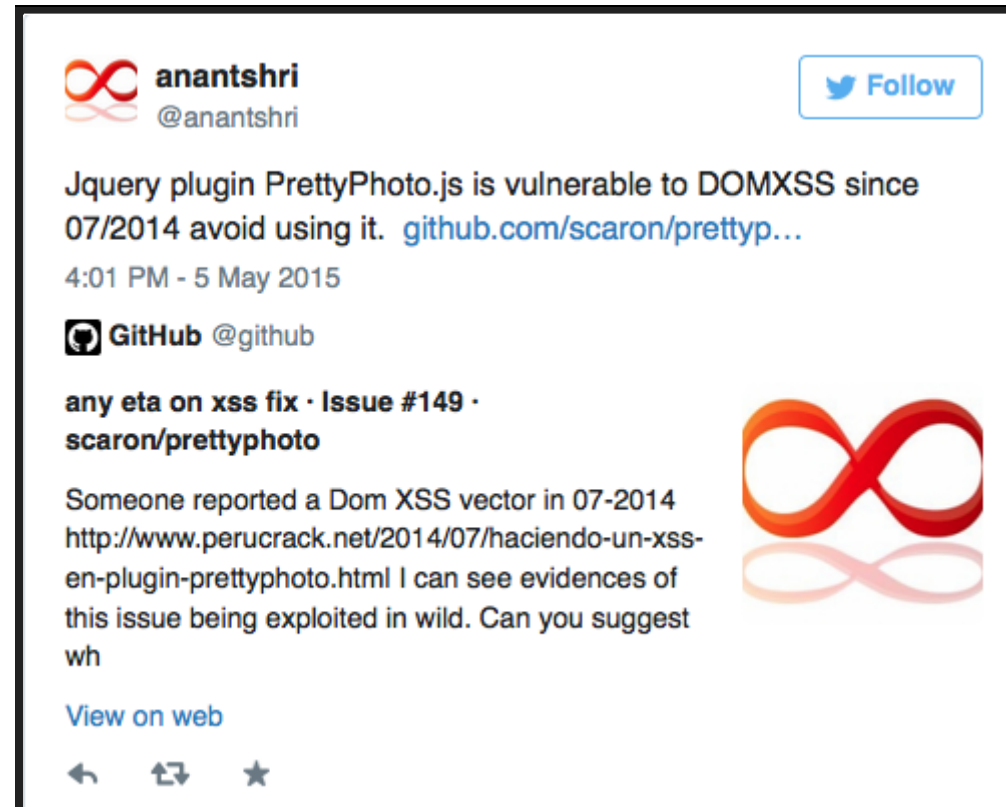 anantshri
@anantshri
Follow
Jquery plugin PrettyPhoto.js is vulnerable to DOMXSS since
07/2014 avoid using it. github.com/scaron/prettyp…
4:01 PM - 5 May 2015
GitHub @github
any eta on xss fix · Issue #149 ·
scaron/prettyphoto
Someone reported a Dom XSS vector in 07-2014
http://www.perucrack.net/2014/07/haciendo-un-xss-
en-plugin-prettyphoto.html I can see evidences of
this issue being exploited in wild. Can you suggest
wh
View on web